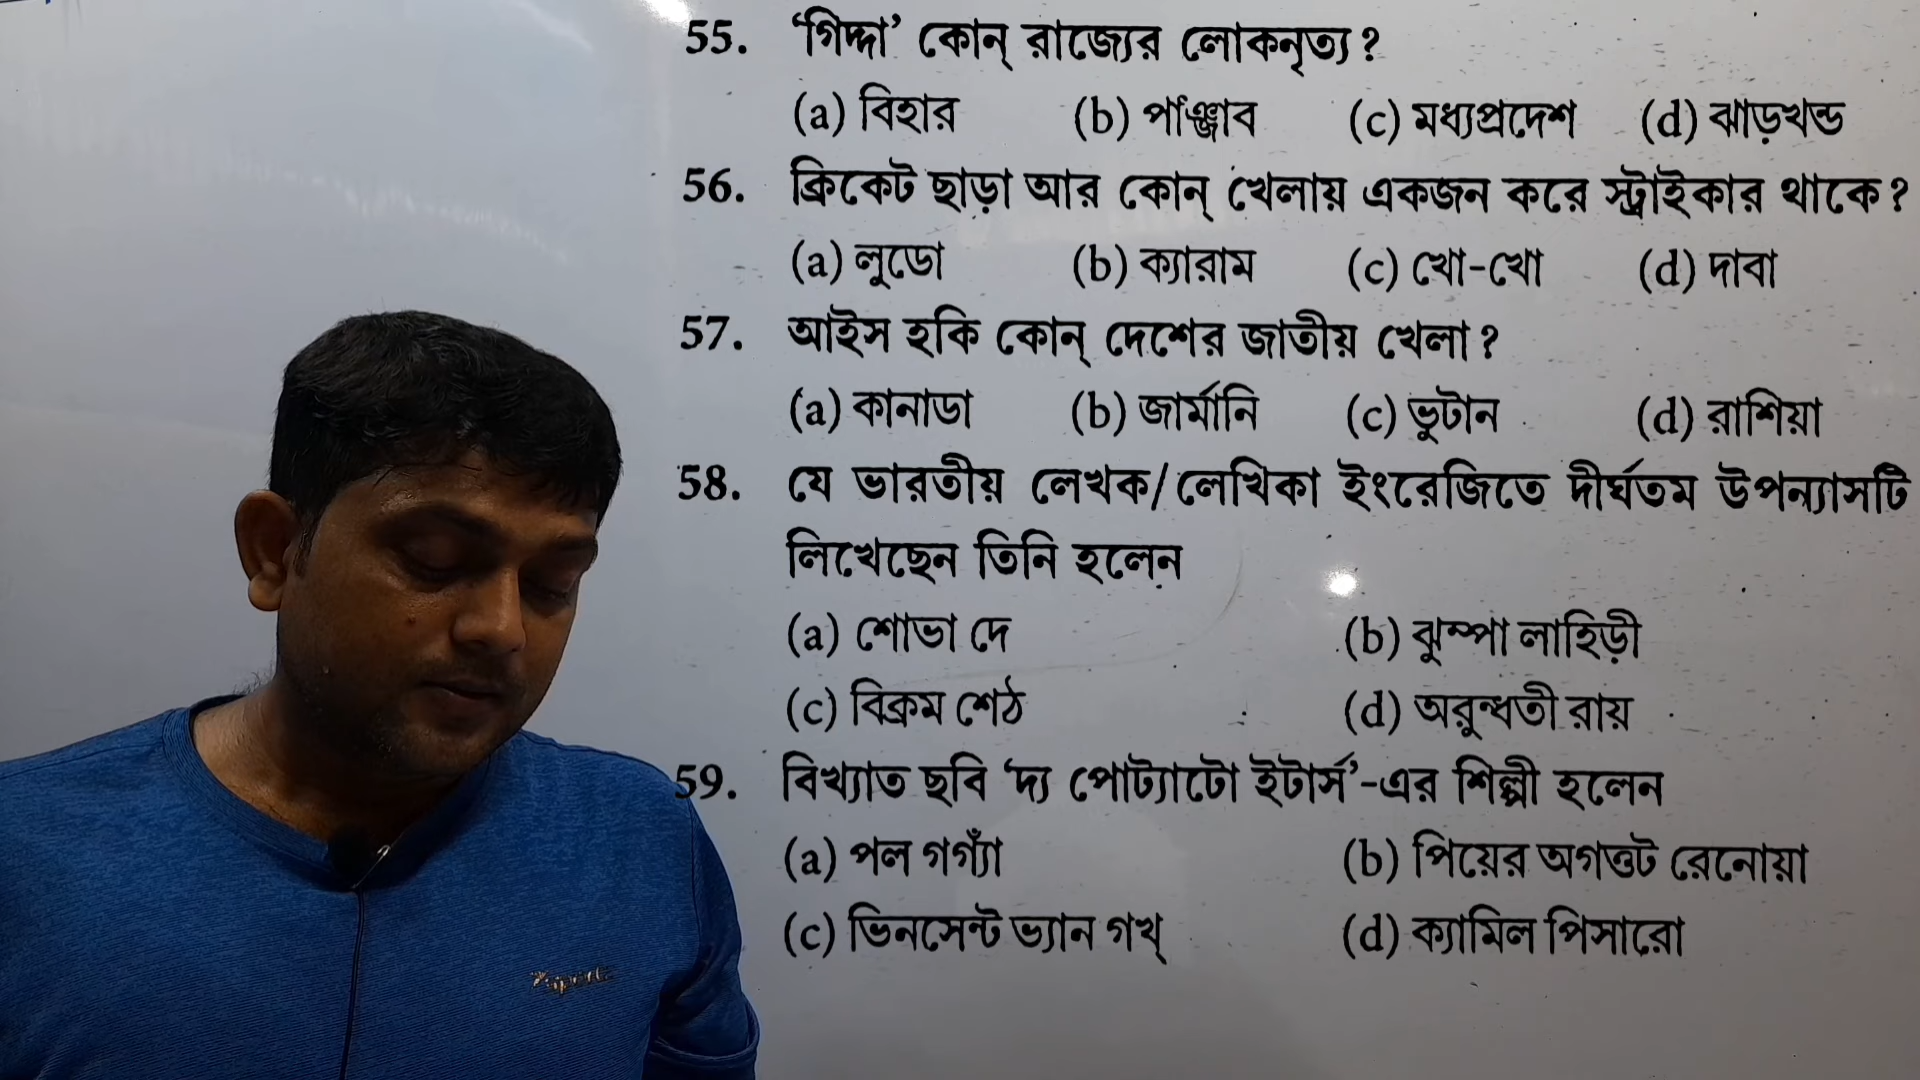 55. ‘গিদ্দা’ কোন্ রাজ্যের লোকনৃত্য?
(a) বিহার (b) পাঞ্জাব (c) মধ্যপ্রদেশ (d) ঝাড়খন্ড
56. ক্রিকেট ছাড়া আর কোন্ খেলায় একজন করে স্ট্রাইকার থাকে?
(a) লুডো (b) ক্যারাম (c) খো-খো (d) দাবা
57. আইস হকি কোন্ দেশের জাতীয় খেলা?
(a) কানাডা (b) জার্মানি (c) ভুটান (d) রাশিয়া
58. যে ভারতীয় লেখক/লেখিকা ইংরেজিতে দীর্ঘতম উপন্যাসটি
লিখেছেন তিনি হলেন
(a) শোভা দে (b) ঝুম্পা লাহিড়ী
(c) বিক্রম শেঠ (d) অরুন্ধতী রায়
59. বিখ্যাত ছবি ‘দ্য পোট্যাটো ইটার্স’-এর শিল্পী হলেন
(a) পল গগ্যাঁ (b) পিয়ের অগত্তট রেনোয়া
(c) ভিনসেন্ট ভ্যান গখ্ (d) ক্যামিল পিসারো